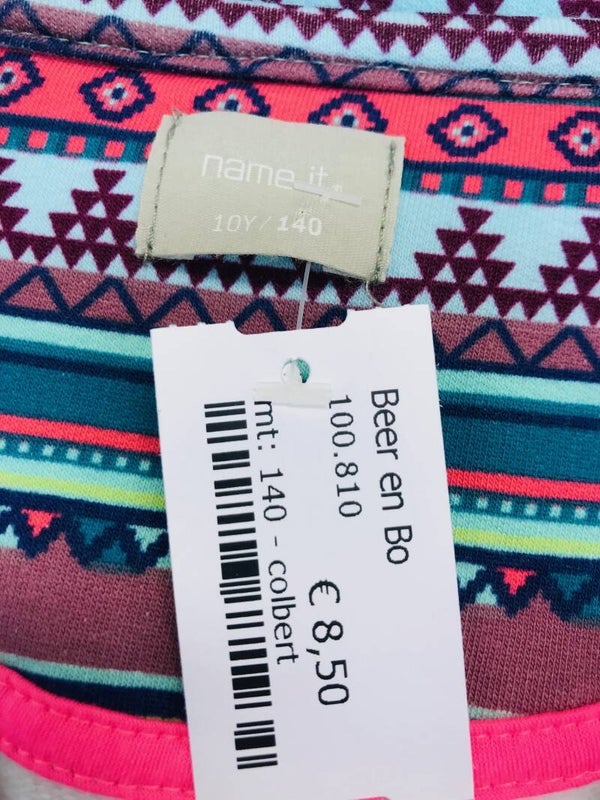 name it
10Y/140
Beer en Bo
100.810
€ 8,50
mt: 140 - colbert